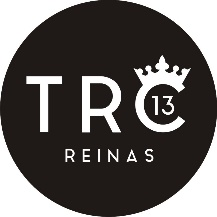 TRC
13
REINAS